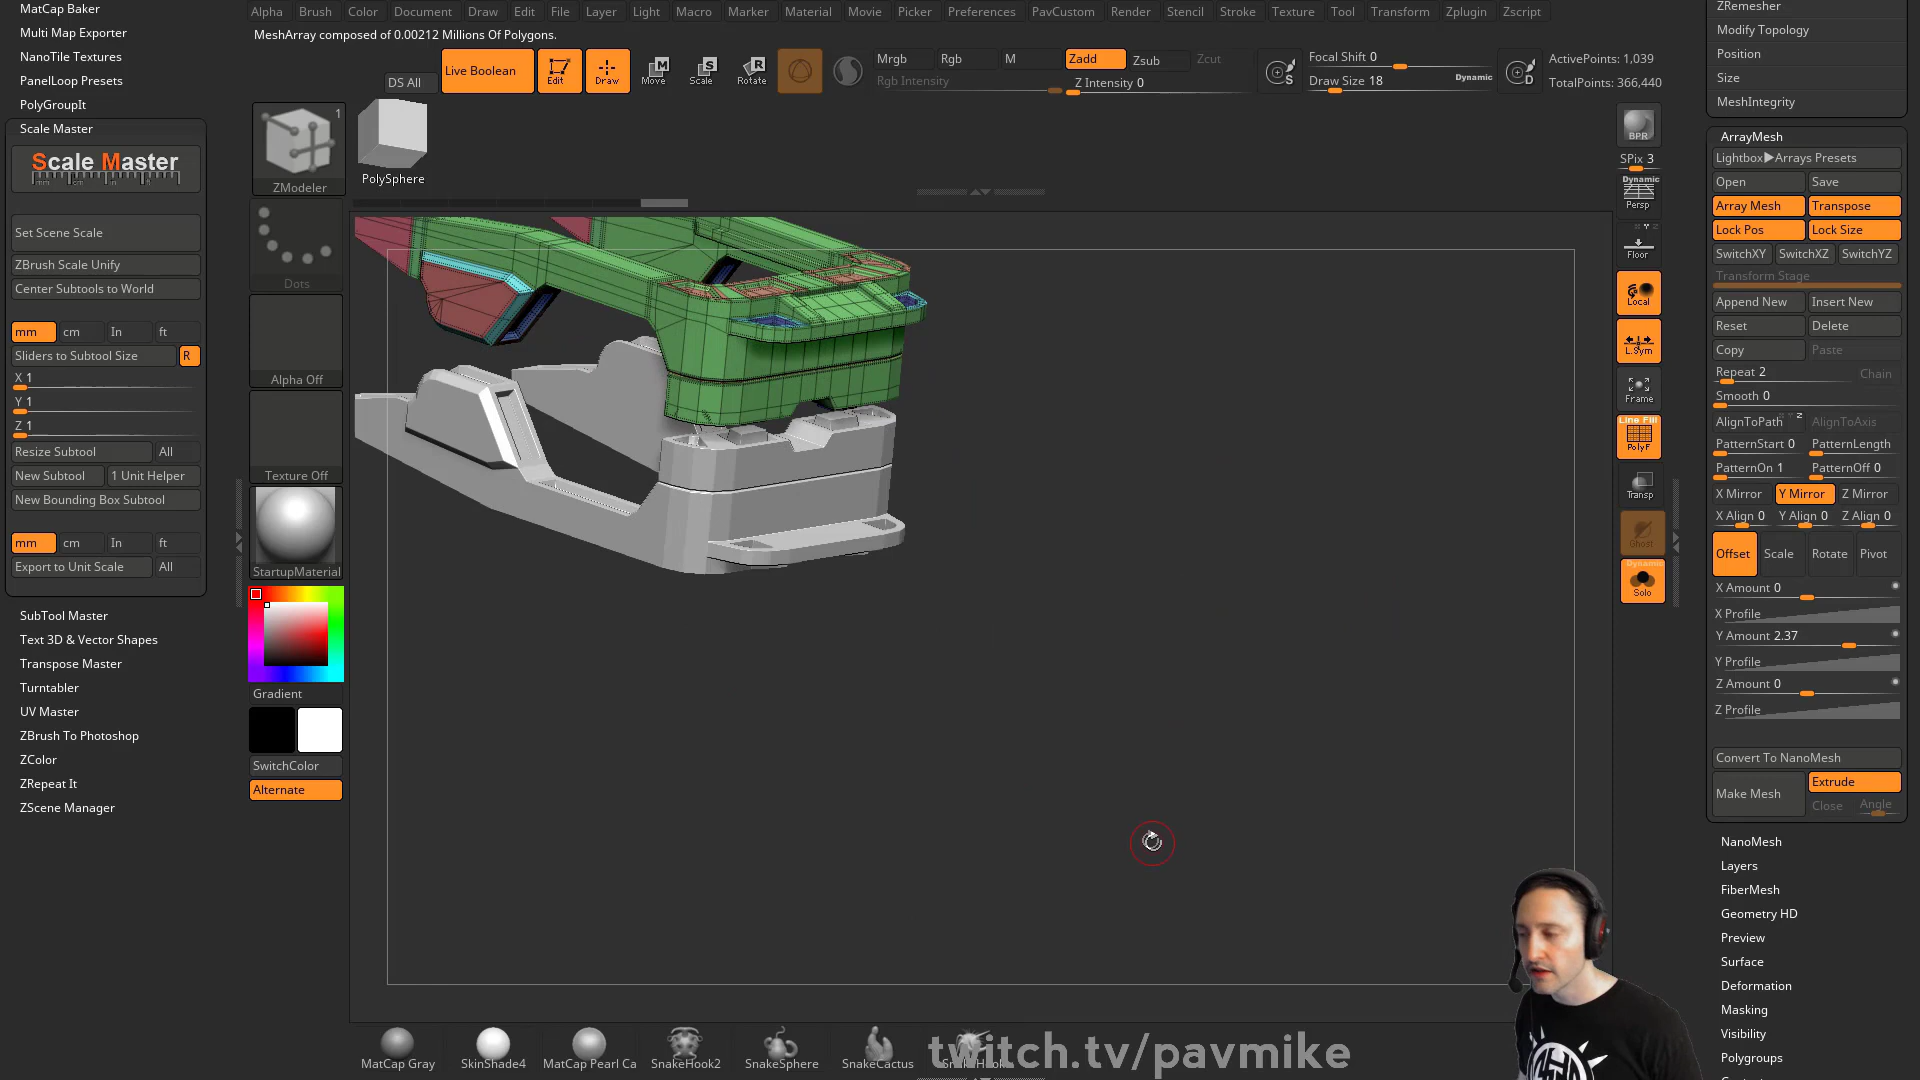 MatCap Baker
Multi Map Exporter
NanoTile Textures
PanelLoop Presets
PolyGroupIt
Scale Master
Scale Master
mm cm in ft
Set Scene Scale
ZBrush Scale Unify
Center Subtools to World
mm cm In ft
Sliders to Subtool Size R
X 1
Y 1
Z 1
Resize Subtool All
New Subtool 1 Unit Helper
New Bounding Box Subtool
mm cm In ft
Export to Unit Scale All
SubTool Master
Text 3D & Vector Shapes
Transpose Master
Turntabler
UV Master
ZBrush To Photoshop
ZColor
ZRepeat It
ZScene Manager
Alpha Brush Color Document Draw Edit File Layer Light Macro Marker Material Movie Picker Preferences PavCustom Render Stencil Stroke Texture Tool Transform Zplugin Zscript
MeshArray composed of 0.00212 Millions Of Polygons.
DS All
Live Boolean
Edit
Draw
M
Move
S
Scale
R
Rotate
Mrgb Rgb M
Rgb Intensity
Zadd Zsub Zcut
Z Intensity 0
S
Focal Shift 0
Draw Size 18
Dynamic
D
ActivePoints: 1,039
TotalPoints: 366,440
1
ZModeler
PolySphere
Dots
Alpha Off
Texture Off
StartupMaterial
Gradient
SwitchColor
Alternate
BPR
SPix 3
Dynamic
Persp
Floor
Local
L.Sym
Frame
Line Fill
PolyF
Transp
Ghost
Dynamic
Solo
ZRemesher
Modify Topology
Position
Size
MeshIntegrity
ArrayMesh
Lightbox▶Arrays Presets
Open Save
Array Mesh Transpose
Lock Pos Lock Size
SwitchXY SwitchXZ SwitchYZ
Transform Stage
Append New Insert New
Reset Delete
Copy Paste
Repeat 2 Chain
Smooth 0
AlignToPath Z AlignToAxis
PatternStart 0 PatternLength
PatternOn 1 PatternOff 0
X Mirror Y Mirror Z Mirror
X Align 0 Y Align 0 Z Align 0
Offset Scale Rotate Pivot
X Amount 0
X Profile
Y Amount 2.37
Y Profile
Z Amount 0
Z Profile
Convert To NanoMesh
Make Mesh Extrude
Close Angle
NanoMesh
Layers
FiberMesh
Geometry HD
Preview
Surface
Deformation
Masking
Visibility
Polygroups
MatCap Gray SkinShade4 MatCap Pearl Ca SnakeHook2 SnakeSphere SnakeCactus
twitch.tv/pavmike